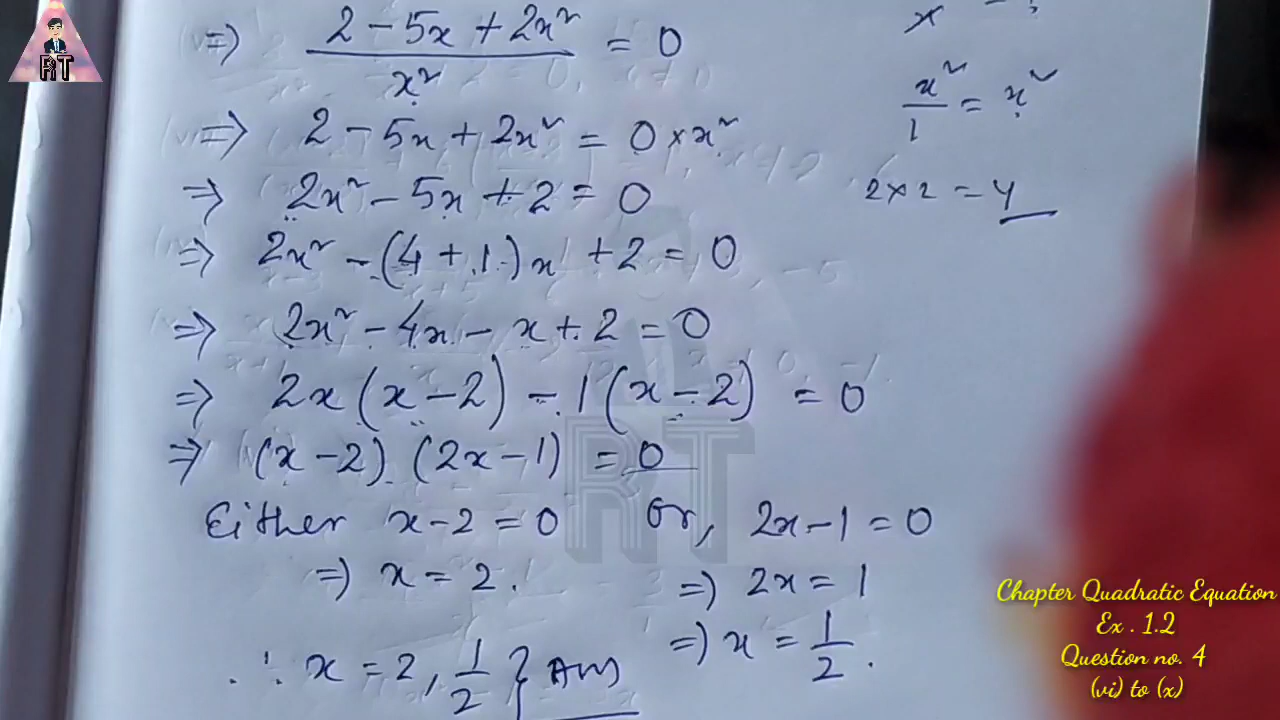 RT
⇒ (2 - 5x + 2x²)/x² = 0
x
x²/1 = x²
⇒ 2 - 5x + 2x² = 0 × x²
⇒ 2x² - 5x + 2 = 0
2 × 2 = 4
⇒ 2x² - (4 + 1)x + 2 = 0
⇒ 2x² - 4x - x + 2 = 0
⇒ 2x(x - 2) - 1(x - 2) = 0
⇒ (x - 2) (2x - 1) = 0
RT
Either x - 2 = 0 or, 2x - 1 = 0
⇒ x = 2. ⇒ 2x = 1
⇒ x = 1/2.
∴ x = 2, 1/2 } Ans
Chapter Quadratic Equation
Ex . 1.2
Question no. 4
(vi) to (x)